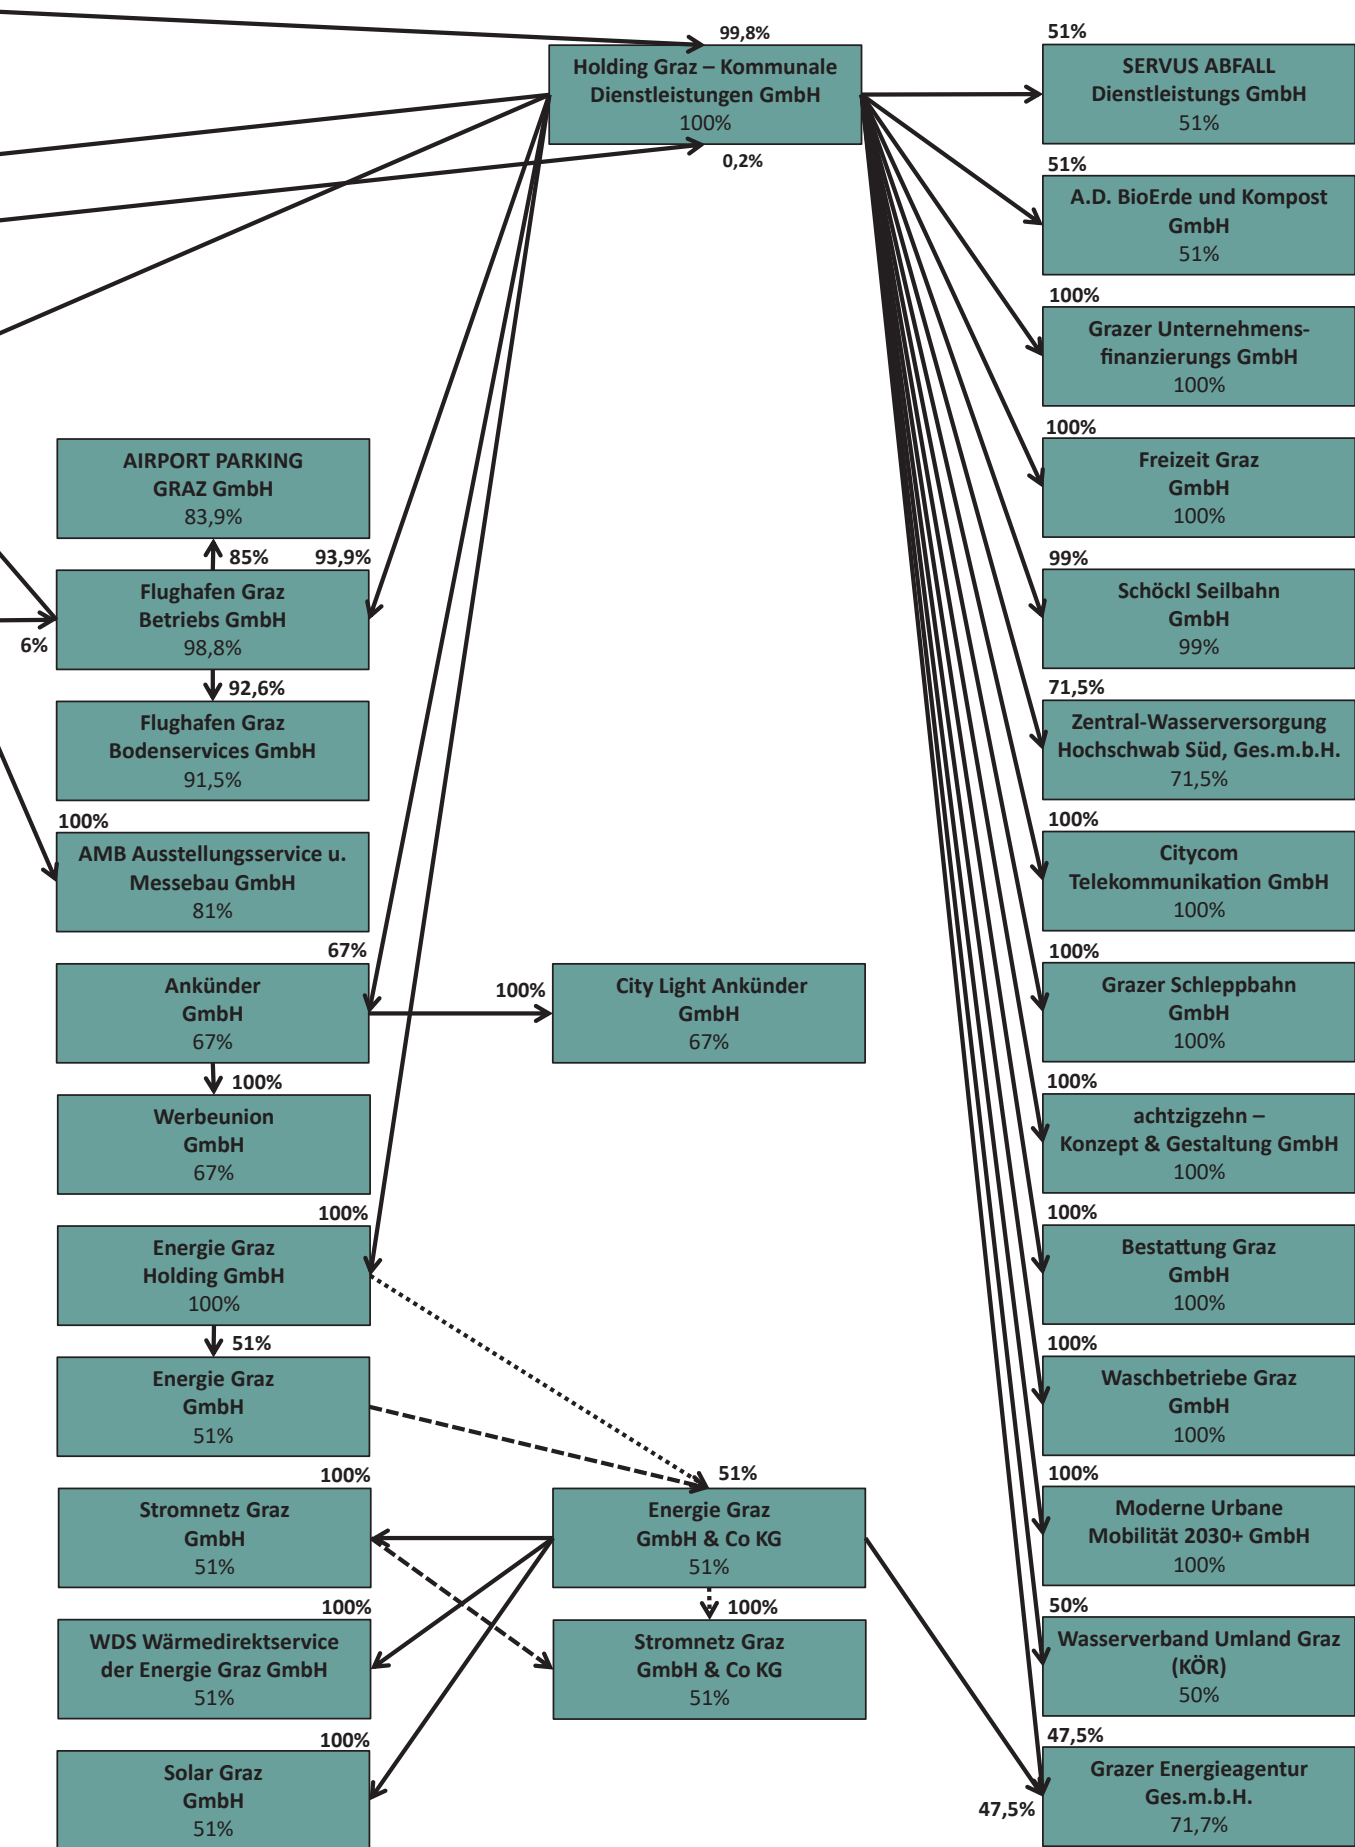 99,8%
Holding Graz – Kommunale
Dienstleistungen GmbH
100%
0,2%
51%
SERVUS ABFALL
Dienstleistungs GmbH
51%
51%
A.D. BioErde und Kompost
GmbH
51%
100%
Grazer Unternehmens-
finanzierungs GmbH
100%
100%
Freizeit Graz
GmbH
100%
99%
Schöckl Seilbahn
GmbH
99%
71,5%
Zentral-Wasserversorgung
Hochschwab Süd, Ges.m.b.H.
71,5%
100%
Citycom
Telekommunikation GmbH
100%
100%
Grazer Schleppbahn
GmbH
100%
100%
achtzigzehn –
Konzept & Gestaltung GmbH
100%
100%
Bestattung Graz
GmbH
100%
100%
Waschbetriebe Graz
GmbH
100%
100%
Moderne Urbane
Mobilität 2030+ GmbH
100%
50%
Wasserverband Umland Graz
(KÖR)
50%
47,5%
Grazer Energieagentur
Ges.m.b.H.
71,7%
47,5%
AIRPORT PARKING
GRAZ GmbH
83,9%
85%
93,9%
Flughafen Graz
Betriebs GmbH
98,8%
6%
92,6%
Flughafen Graz
Bodenservices GmbH
91,5%
100%
AMB Ausstellungsservice u.
Messebau GmbH
81%
67%
Ankünder
GmbH
67%
100%
City Light Ankünder
GmbH
67%
100%
Werbeunion
GmbH
67%
100%
Energie Graz
Holding GmbH
100%
51%
Energie Graz
GmbH
51%
100%
Stromnetz Graz
GmbH
51%
51%
Energie Graz
GmbH & Co KG
51%
100%
WDS Wärmedirektservice
der Energie Graz GmbH
51%
100%
Stromnetz Graz
GmbH & Co KG
51%
100%
Solar Graz
GmbH
51%